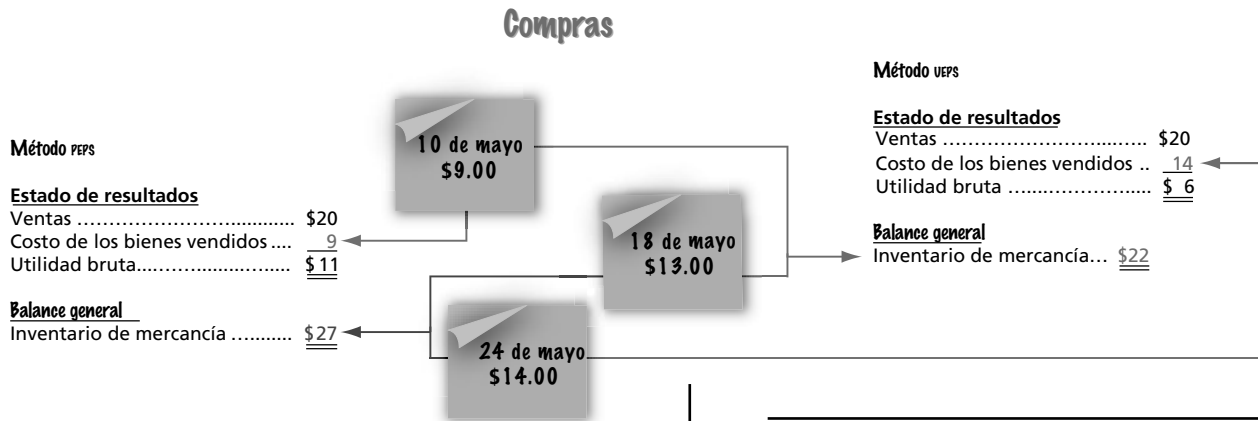 Compras
Método PEPS
Estado de resultados
Ventas ................................ $20
Costo de los bienes vendidos .... 9
Utilidad bruta........................ $11
Balance general
Inventario de mercancía ........... $27
10 de mayo
$9.00
18 de mayo
$13.00
24 de mayo
$14.00
Método UEPS
Estado de resultados
Ventas ................................ $20
Costo de los bienes vendidos .. 14
Utilidad bruta ........................ $ 6
Balance general
Inventario de mercancía... $22